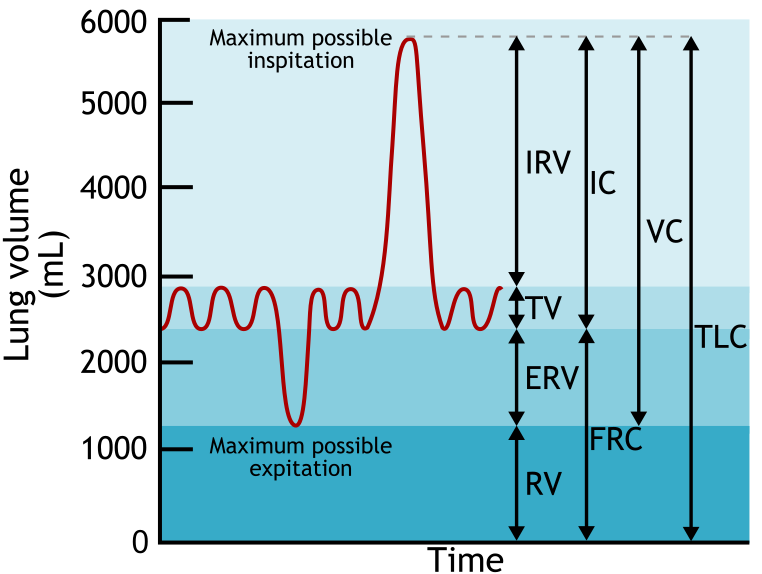 6000
Maximum possible
inspitation
5000
4000
3000
2000
1000
0
Lung volume
(mL)
Maximum possible
expitation
IRV
IC
VC
TV
TLC
ERV
FRC
RV
Time